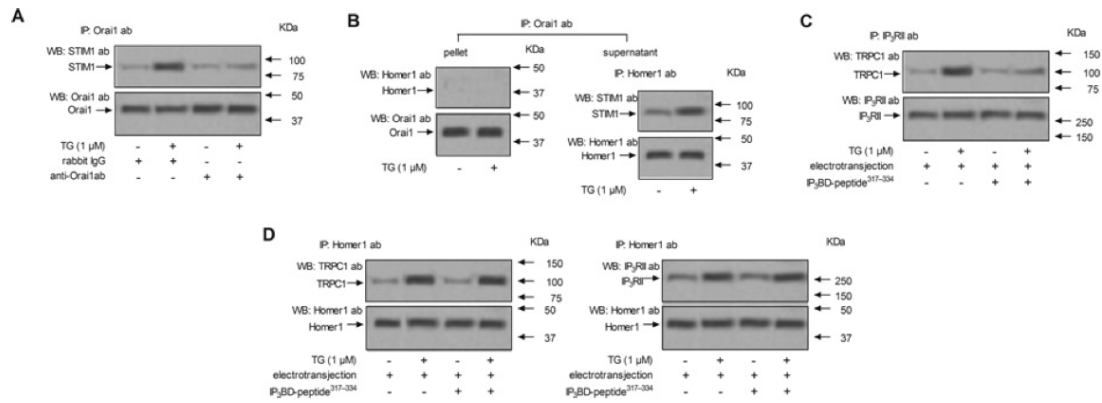 A
IP: Orai1 ab
KDa
WB: STIM1 ab
STIM1
100
75
WB: Orai1 ab
50
Orai1
37
TG (1 μM) - + - +
rabbit IgG + +
anti-Orai1ab + +
B
IP: Orai1 ab
pellet
supernatant
KDa
WB: Homer1 ab
50
Homer1
37
WB: Orai1 ab
50
Orai1
37
TG (1 μM) - +
IP: Homer1 ab
KDa
WB: STIM1 ab
100
STIM1
75
WB: Homer1 ab
50
Homer1
37
TG (1 μM) - +
C
IP: IP₃RII ab
KDa
WB: TRPC1 ab
150
TRPC1
100
75
WB: IP₃RII ab
IP₃RII
250
150
TG (1 μM) - + - +
electrotransjection + + + +
IP₃BD-peptide³¹⁷⁻³³⁴ - - + +
D
IP: Homer1 ab
KDa
WB: TRPC1 ab
150
TRPC1
100
75
WB: Homer1 ab
50
Homer1
37
TG (1 μM) - + - +
electrotransjection + + + +
IP₃BD-peptide³¹⁷⁻³³⁴ - - + +
IP: Homer1 ab
KDa
WB: IP₃RII ab
IP₃RII
250
150
WB: Homer1 ab
50
Homer1
37
TG (1 μM) - + - +
electrotransjection + + + +
IP₃BD-peptide³¹⁷⁻³³⁴ - - + +